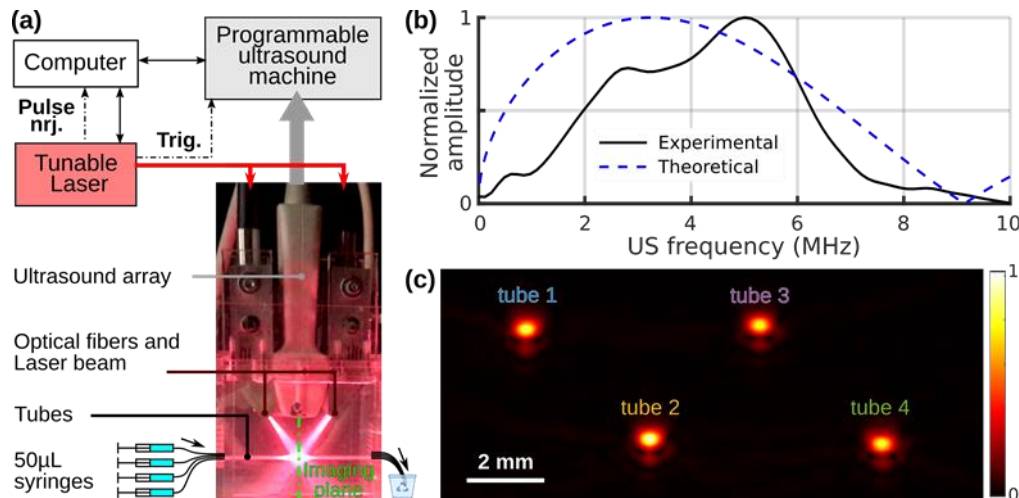 (a)
Computer
Programmable
ultrasound
machine
Pulse
nrj.
Trig.
Tunable
Laser
Ultrasound array
Optical fibers and
Laser beam
Tubes
50µL
syringes
Imaging
plane
(b)
Normalized
amplitude
1
0
Experimental
Theoretical
0 2 4 6 8 10
US frequency (MHz)
(c)
tube 1
tube 3
tube 2
tube 4
2 mm
1
0